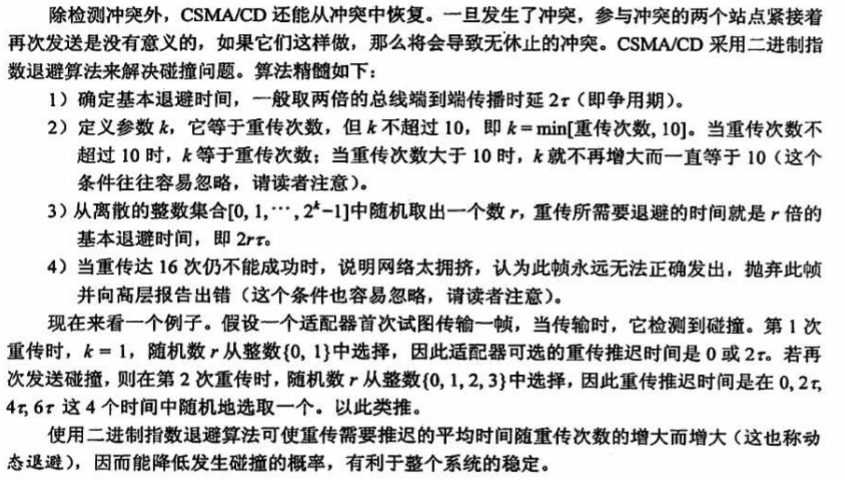 除检测冲突外，CSMA/CD 还能从冲突中恢复。一旦发生了冲突，参与冲突的两个站点紧接着
再次发送是没有意义的，如果它们这样做，那么将会导致无休止的冲突。CSMA/CD 采用二进制指
数退避算法来解决碰撞问题。算法精髓如下：
1）确定基本退避时间，一般取两倍的总线端到端传播时延 2τ（即争用期）。
2）定义参数 k，它等于重传次数，但 k 不超过 10，即 k = min[重传次数, 10]。当重传次数不
超过 10 时，k 等于重传次数；当重传次数大于 10 时，k 就不再增大而一直等于 10（这个
条件往往容易忽略，请读者注意）。
3）从离散的整数集合[0, 1, ⋯, 2ᵏ−1]中随机取出一个数 r，重传所需要退避的时间就是 r 倍的
基本退避时间，即 2rτ。
4）当重传达 16 次仍不能成功时，说明网络太拥挤，认为此帧永远无法正确发出，抛弃此帧
并向高层报告出错（这个条件也容易忽略，请读者注意）。
现在来看一个例子。假设一个适配器首次试图传输一帧，当传输时，它检测到碰撞。第 1 次
重传时，k = 1，随机数 r 从整数{0, 1}中选择，因此适配器可选的重传推迟时间是 0 或 2τ。若再
次发送碰撞，则在第 2 次重传时，随机数 r 从整数{0, 1, 2, 3}中选择，因此重传推迟时间是在 0, 2τ,
4τ, 6τ 这 4 个时间中随机地选取一个。以此类推。
使用二进制指数退避算法可使重传需要推迟的平均时间随重传次数的增大而增大（这也称动
态退避），因而能降低发生碰撞的概率，有利于整个系统的稳定。